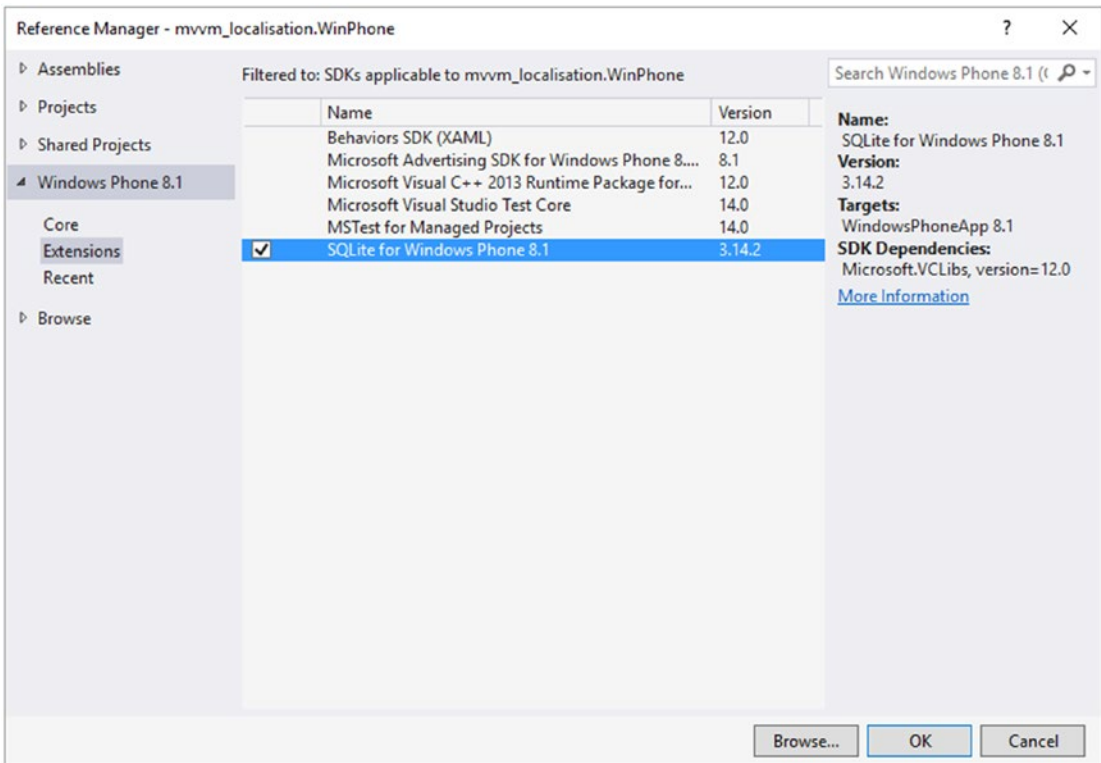 Reference Manager - mvvm_localisation.WinPhone
? ×
Assemblies
Projects
Shared Projects
Windows Phone 8.1
Core
Extensions
Recent
Browse
Filtered to: SDKs applicable to mvvm_localisation.WinPhone
Name Version
Behaviors SDK (XAML) 12.0
Microsoft Advertising SDK for Windows Phone 8.... 8.1
Microsoft Visual C++ 2013 Runtime Package for... 12.0
Microsoft Visual Studio Test Core 14.0
MSTest for Managed Projects 14.0
SQLite for Windows Phone 8.1 3.14.2
Search Windows Phone 8.1 (
Name:
SQLite for Windows Phone 8.1
Version:
3.14.2
Targets:
WindowsPhoneApp 8.1
SDK Dependencies:
Microsoft.VCLibs, version=12.0
More Information
Browse... OK Cancel